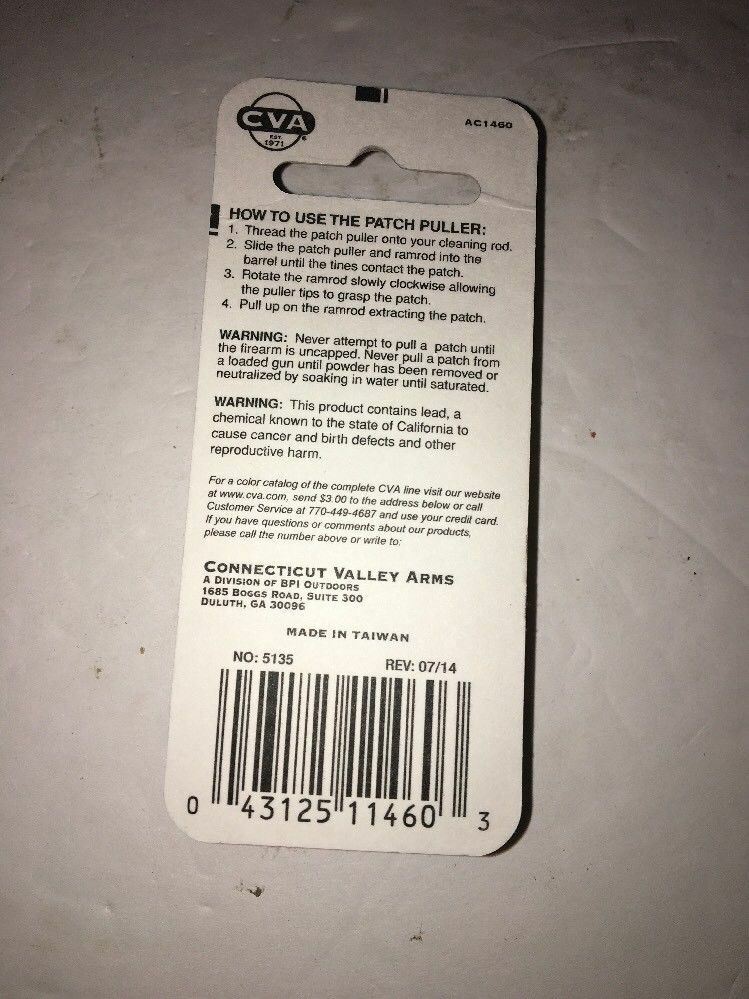 CVA
EST.
1971
AC1460
HOW TO USE THE PATCH PULLER:
1. Thread the patch puller onto your cleaning rod.
2. Slide the patch puller and ramrod into the
barrel until the tines contact the patch.
3. Rotate the ramrod slowly clockwise allowing
the puller tips to grasp the patch.
4. Pull up on the ramrod extracting the patch.
WARNING: Never attempt to pull a patch until
the firearm is uncapped. Never pull a patch from
a loaded gun until powder has been removed or
neutralized by soaking in water until saturated.
WARNING: This product contains lead, a
chemical known to the state of California to
cause cancer and birth defects and other
reproductive harm.
For a color catalog of the complete CVA line visit our website
at www.cva.com, send $3.00 to the address below or call
Customer Service at 770-449-4687 and use your credit card.
If you have questions or comments about our products,
please call the number above or write to:
CONNECTICUT VALLEY ARMS
A DIVISION OF BPI OUTDOORS
1685 BOGGS ROAD, SUITE 300
DULUTH, GA 30096
MADE IN TAIWAN
NO: 5135 REV: 07/14
0 43125 11460 3